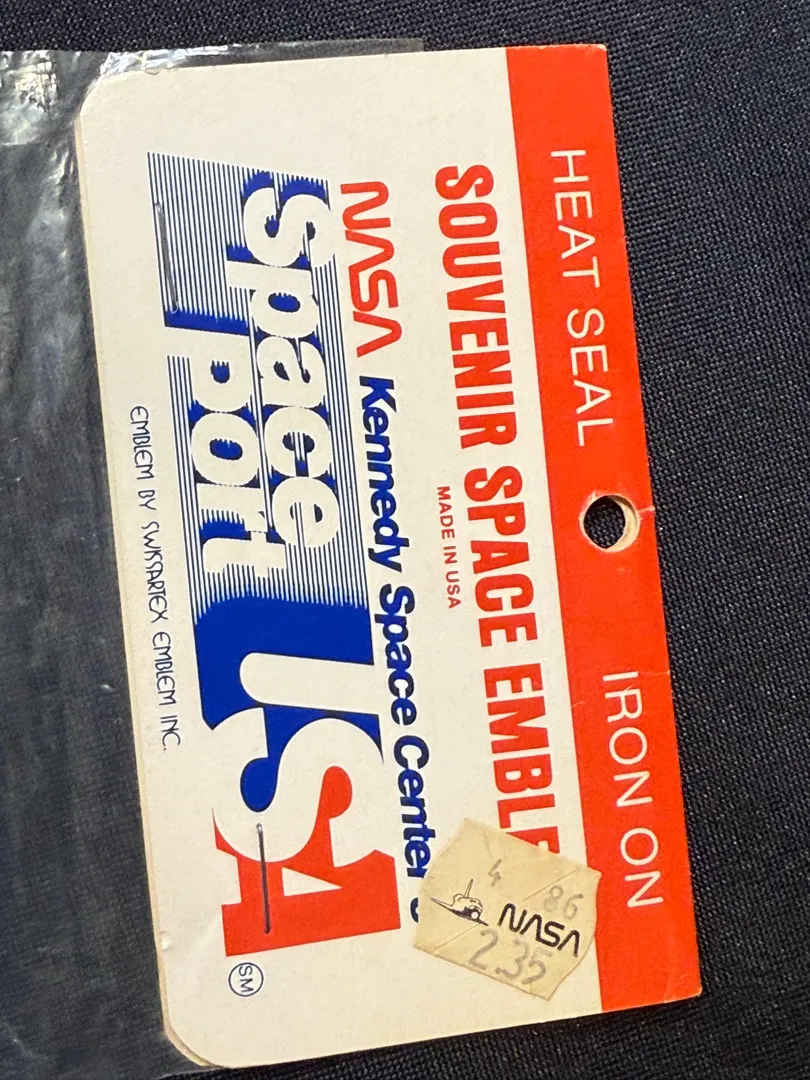 HEAT SEAL IRON ON
SOUVENIR SPACE EMBLE
MADE IN USA
NASA Kennedy Space Center's
Space
Port
USA
SM
EMBLEM BY SWISSARTEX EMBLEM INC.
4 86
NASA
2.35